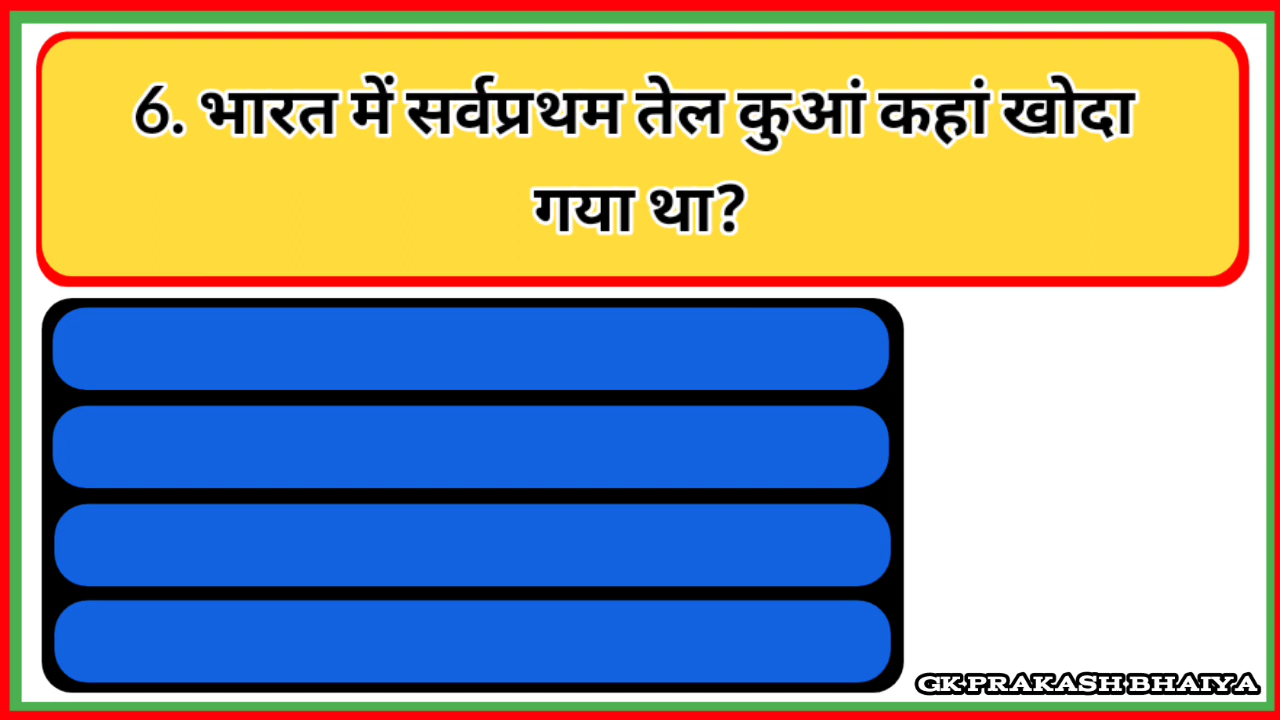 6. भारत में सर्वप्रथम तेल कुआं कहां खोदा
गया था?
GK PRAKASH BHAIYA